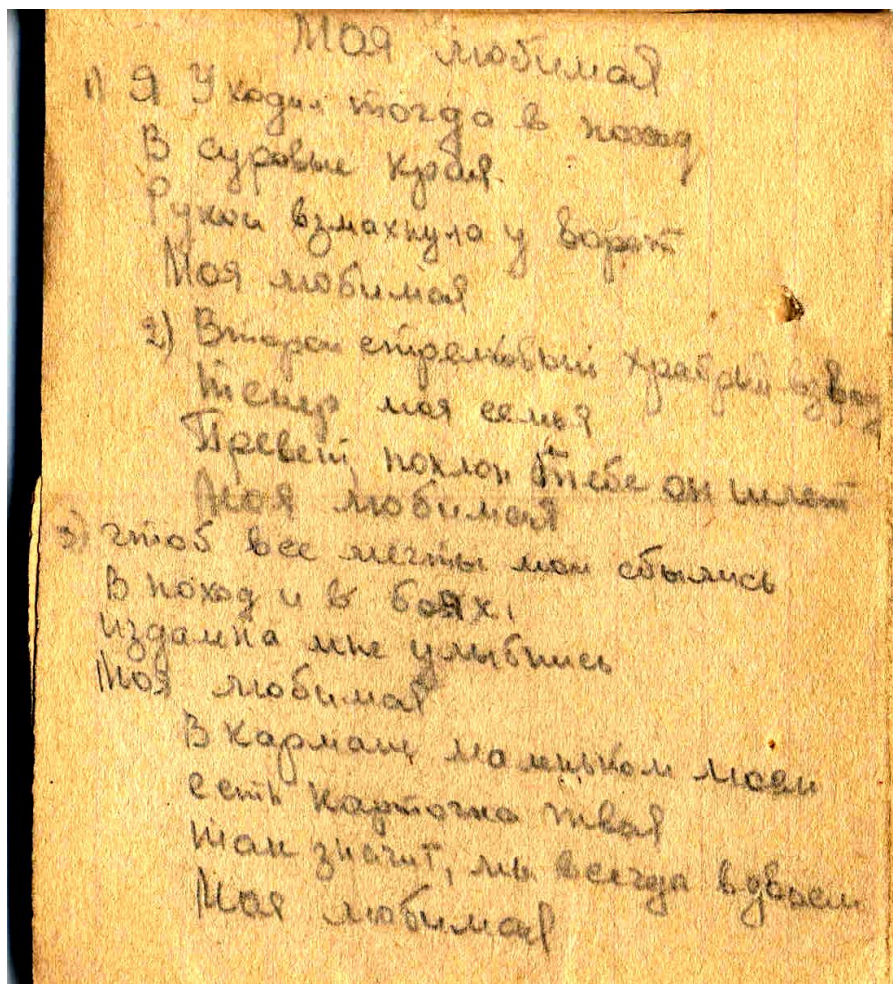 Моя любимая
1) Я Уходил тогда в поход
В суровые края.
Рукой взмахнула у ворот
Моя любимая
2) Второй стрелковый храбрый взвод
Тепер моя семья
Превет, поклон тебе он шлет
Моя любимая
3) Чтоб все мечты мои сбылись
В поход и в боях,
издалика мне улыбнись
Моя любимая
В кармане маленьком моем
есть карточка твоя
так значит, мы всегда вдвоем
Моя любимая